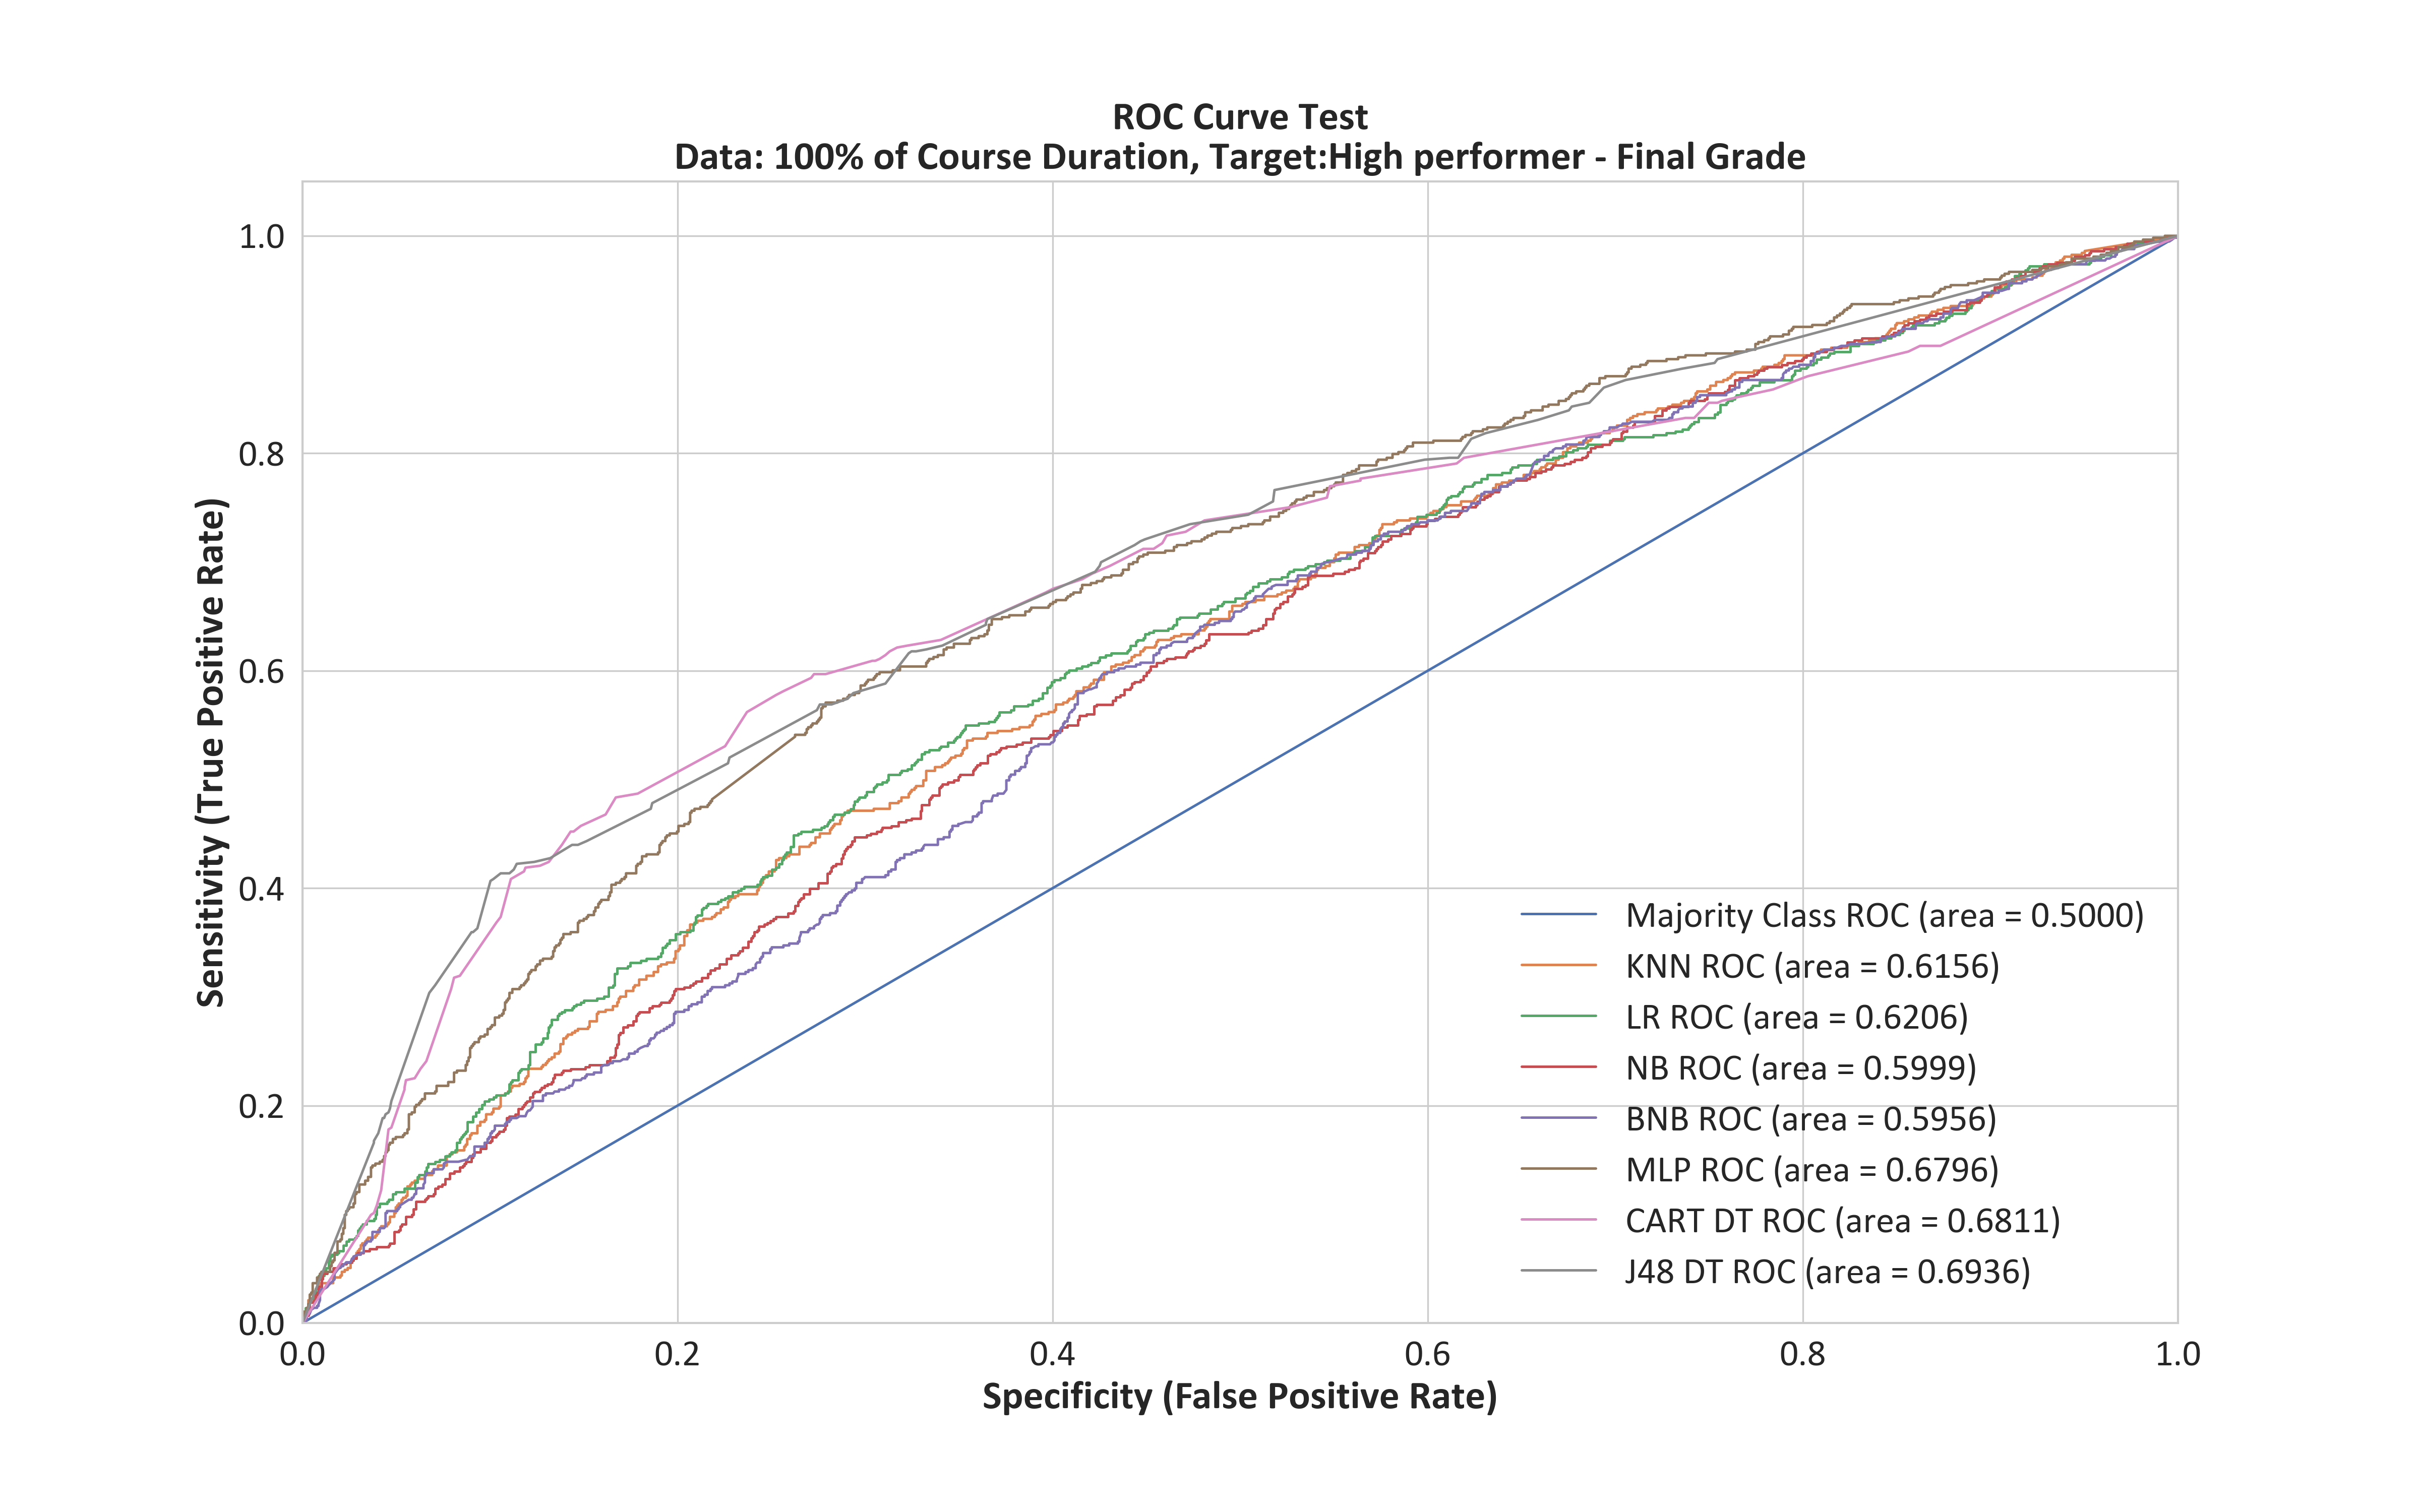 ROC Curve Test
Data: 100% of Course Duration, Target:High performer - Final Grade
Sensitivity (True Positive Rate)
1.0
0.8
0.6
0.4
0.2
0.0
Majority Class ROC (area = 0.5000)
KNN ROC (area = 0.6156)
LR ROC (area = 0.6206)
NB ROC (area = 0.5999)
BNB ROC (area = 0.5956)
MLP ROC (area = 0.6796)
CART DT ROC (area = 0.6811)
J48 DT ROC (area = 0.6936)
0.0 0.2 0.4 0.6 0.8 1.0
Specificity (False Positive Rate)